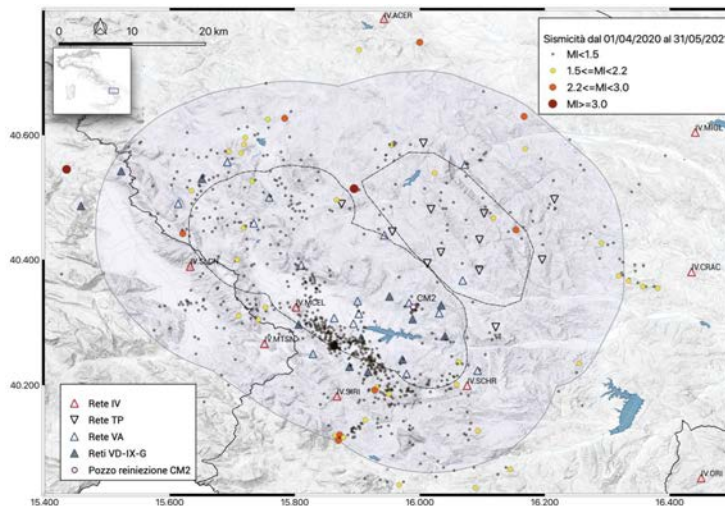 0 10 20 km
Sismicità dal 01/04/2020 al 31/05/2021
Ml<1.5
1.5<=Ml<2.2
2.2<=Ml<3.0
Ml>=3.0
IV.ACER
IV.MIGL
40.600
40.400
IV.CRAC
CM2
IV.MCEL
IV.MTSN
40.200
IV.SIRI
IV.SCHR
IV.ORI
Rete IV
Rete TP
Rete VA
Reti VD-IX-G
Pozzo reiniezione CM2
15.400 15.600 15.800 16.000 16.200 16.400